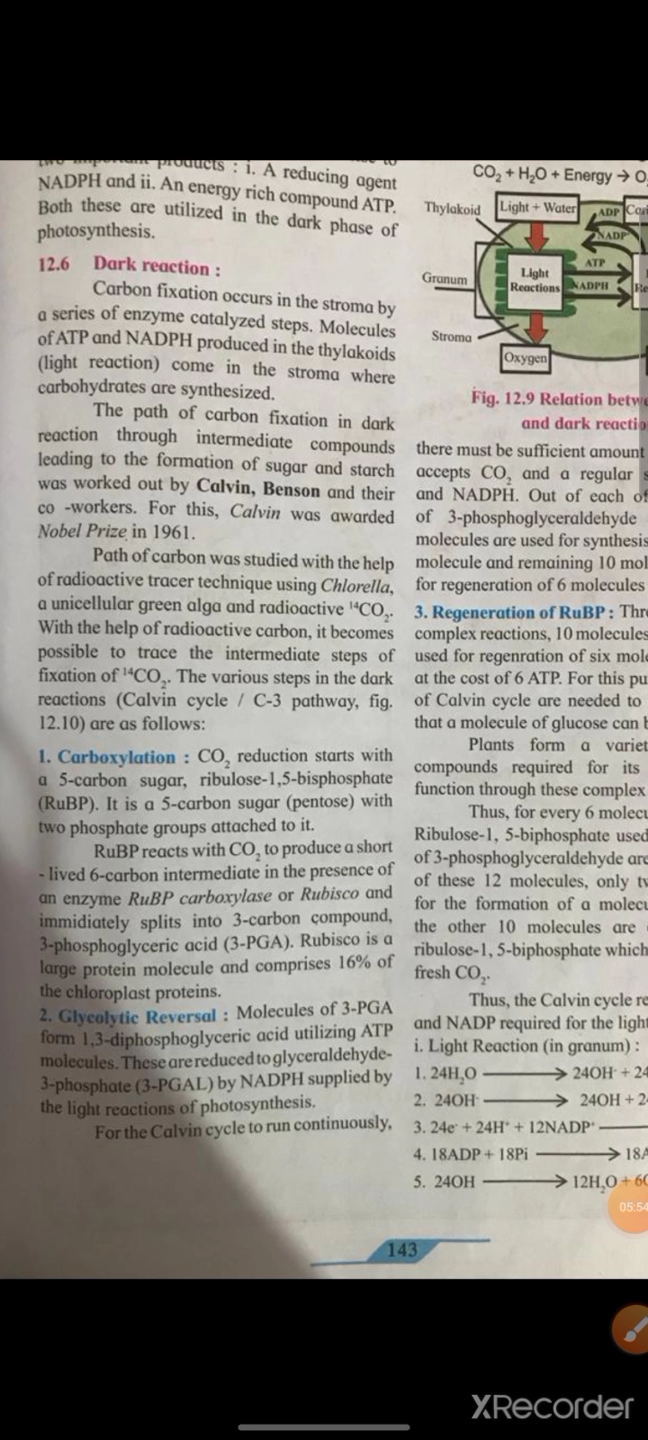 two important products : i. A reducing agent
NADPH and ii. An energy rich compound ATP.
Both these are utilized in the dark phase of
photosynthesis.
12.6 Dark reaction :
Carbon fixation occurs in the stroma by
a series of enzyme catalyzed steps. Molecules
of ATP and NADPH produced in the thylakoids
(light reaction) come in the stroma where
carbohydrates are synthesized.
The path of carbon fixation in dark
reaction through intermediate compounds
leading to the formation of sugar and starch
was worked out by Calvin, Benson and their
co -workers. For this, Calvin was awarded
Nobel Prize in 1961.
Path of carbon was studied with the help
of radioactive tracer technique using Chlorella,
a unicellular green alga and radioactive ¹⁴CO₂.
With the help of radioactive carbon, it becomes
possible to trace the intermediate steps of
fixation of ¹⁴CO₂. The various steps in the dark
reactions (Calvin cycle / C-3 pathway, fig.
12.10) are as follows:
1. Carboxylation : CO₂ reduction starts with
a 5-carbon sugar, ribulose-1,5-bisphosphate
(RuBP). It is a 5-carbon sugar (pentose) with
two phosphate groups attached to it.
RuBP reacts with CO₂ to produce a short
- lived 6-carbon intermediate in the presence of
an enzyme RuBP carboxylase or Rubisco and
immidiately splits into 3-carbon compound,
3-phosphoglyceric acid (3-PGA). Rubisco is a
large protein molecule and comprises 16% of
the chloroplast proteins.
2. Glycolytic Reversal : Molecules of 3-PGA
form 1,3-diphosphoglyceric acid utilizing ATP
molecules. These are reduced to glyceraldehyde-
3-phosphate (3-PGAL) by NADPH supplied by
the light reactions of photosynthesis.
For the Calvin cycle to run continuously,
CO₂ + H₂O + Energy → O
Thylakoid
Light + Water
ADP
NADP
Granum
Light
Reactions
ATP
NADPH
Stroma
Oxygen
Fig. 12.9 Relation betwe
and dark reactio
there must be sufficient amount
accepts CO₂ and a regular s
and NADPH. Out of each of
of 3-phosphoglyceraldehyde
molecules are used for synthesis
molecule and remaining 10 mol
for regeneration of 6 molecules
3. Regeneration of RuBP : Thro
complex reactions, 10 molecules
used for regenration of six mole
at the cost of 6 ATP. For this pu
of Calvin cycle are needed to
that a molecule of glucose can b
Plants form a variet
compounds required for its
function through these complex
Thus, for every 6 molecu
Ribulose-1, 5-biphosphate used
of 3-phosphoglyceraldehyde are
of these 12 molecules, only tw
for the formation of a molecu
the other 10 molecules are
ribulose-1, 5-biphosphate which
fresh CO₂.
Thus, the Calvin cycle re
and NADP required for the light
i. Light Reaction (in granum) :
1. 24H₂O → 24OH⁻ + 24
2. 24OH⁻ → 24OH + 2
3. 24e⁻ + 24H⁺ + 12NADP⁺
4. 18ADP + 18Pi → 18A
5. 24OH → 12H₂O + 6O
05:54
143
XRecorder